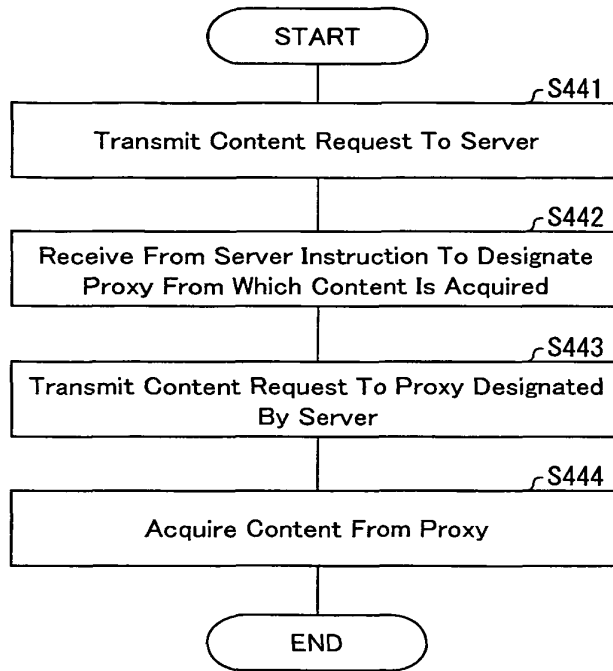 START
S441
Transmit Content Request To Server
S442
Receive From Server Instruction To Designate
Proxy From Which Content Is Acquired
S443
Transmit Content Request To Proxy Designated
By Server
S444
Acquire Content From Proxy
END